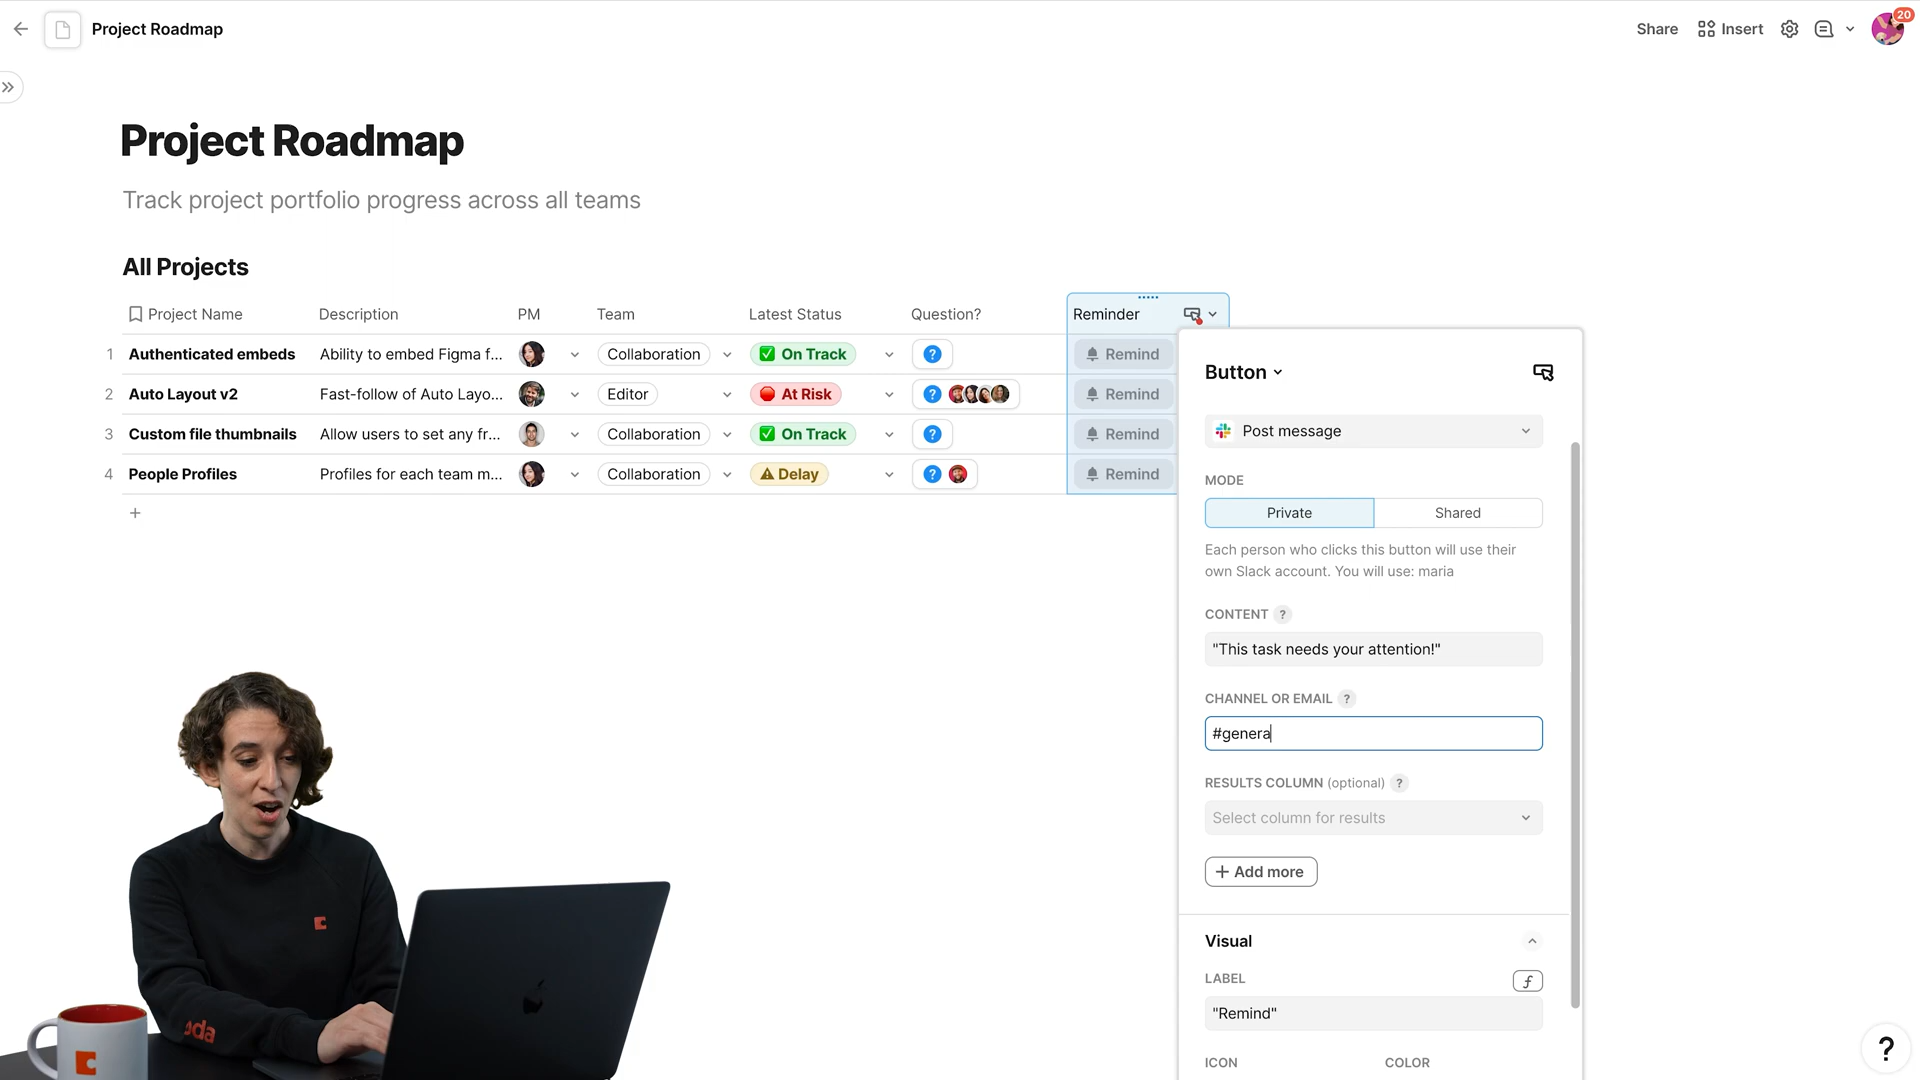 Project Roadmap
Share
Insert
20
Project Roadmap
Track project portfolio progress across all teams
All Projects
Project Name Description PM Team Latest Status Question? Reminder
1 Authenticated embeds Ability to embed Figma f... Collaboration On Track ? Remind
2 Auto Layout v2 Fast-follow of Auto Layo... Editor At Risk ? Remind
3 Custom file thumbnails Allow users to set any fr... Collaboration On Track ? Remind
4 People Profiles Profiles for each team m... Collaboration Delay ? Remind
+
Button
Post message
MODE
Private Shared
Each person who clicks this button will use their
own Slack account. You will use: maria
CONTENT ?
"This task needs your attention!"
CHANNEL OR EMAIL ?
#genera
RESULTS COLUMN (optional) ?
Select column for results
+ Add more
Visual
LABEL
"Remind"
ICON COLOR
?
oda